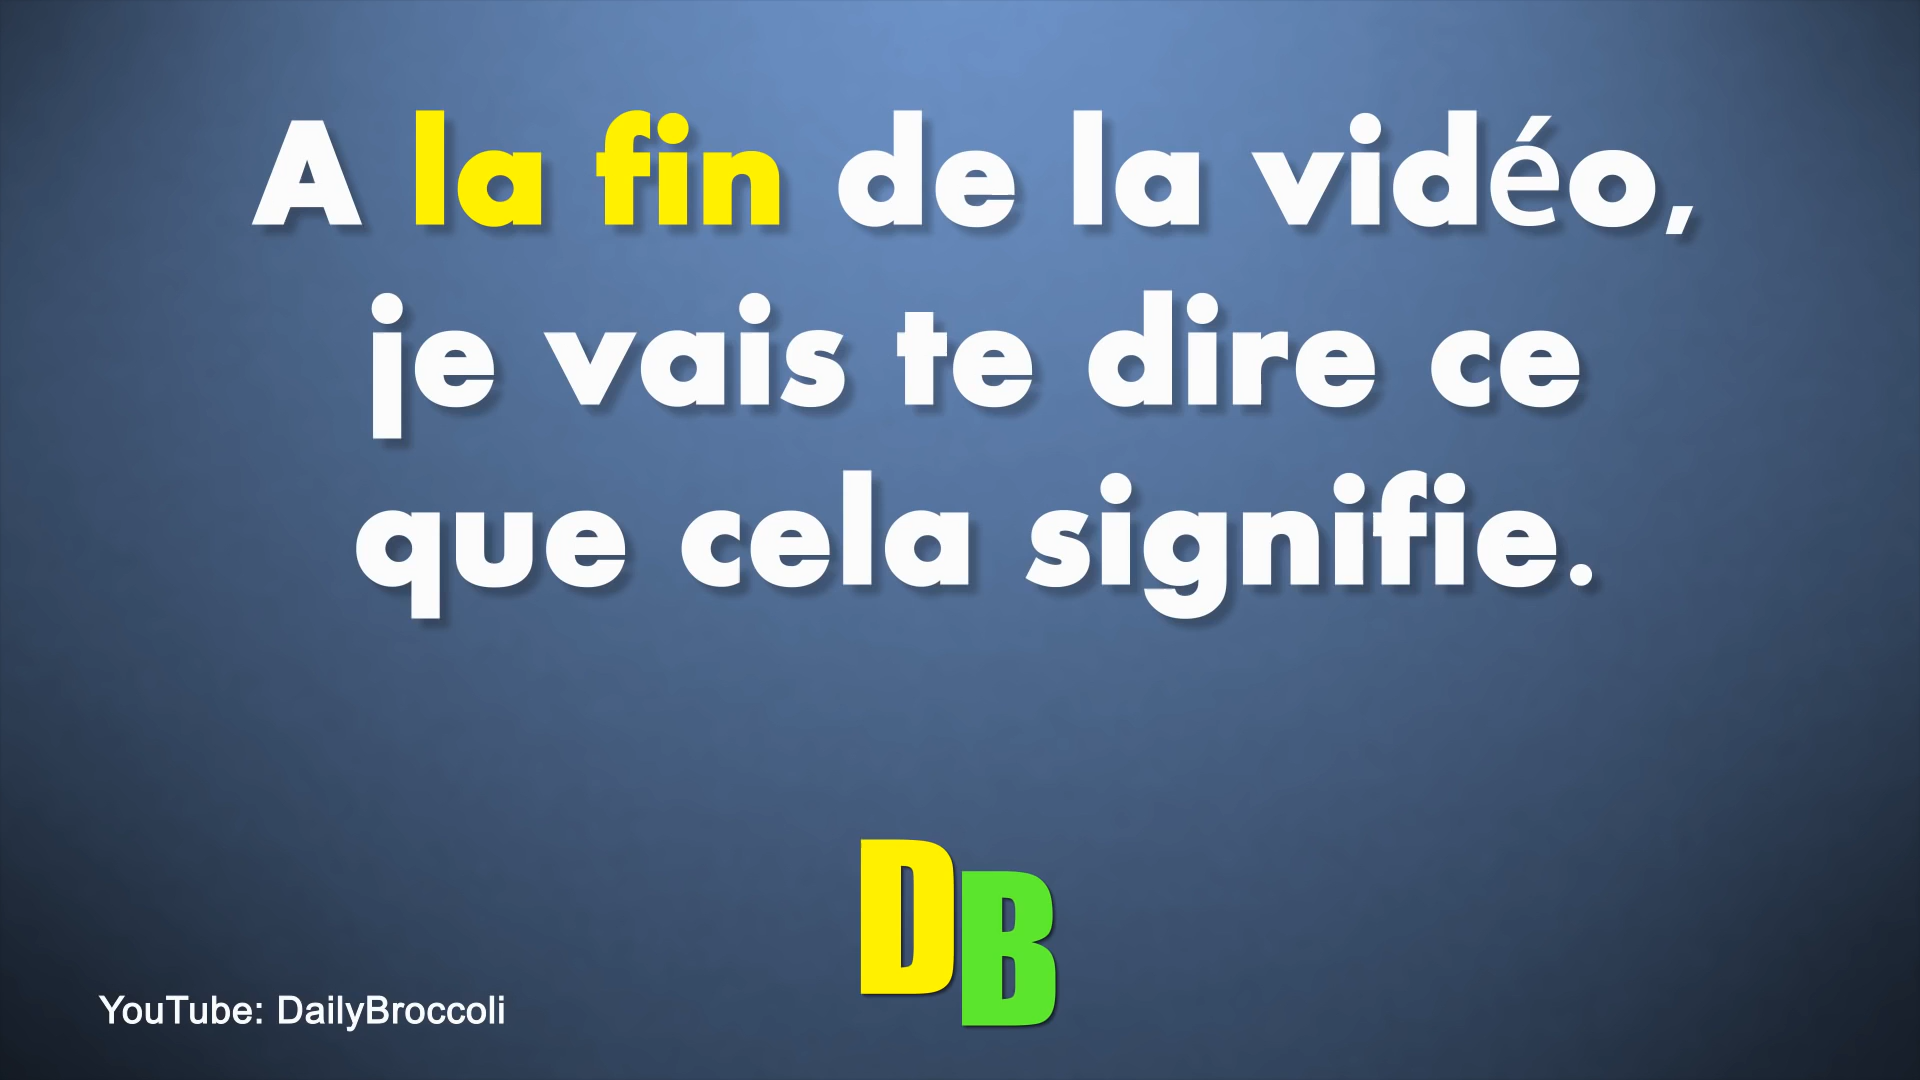 A la fin de la vidéo,
je vais te dire ce
que cela signifie.
DB
YouTube: DailyBroccoli